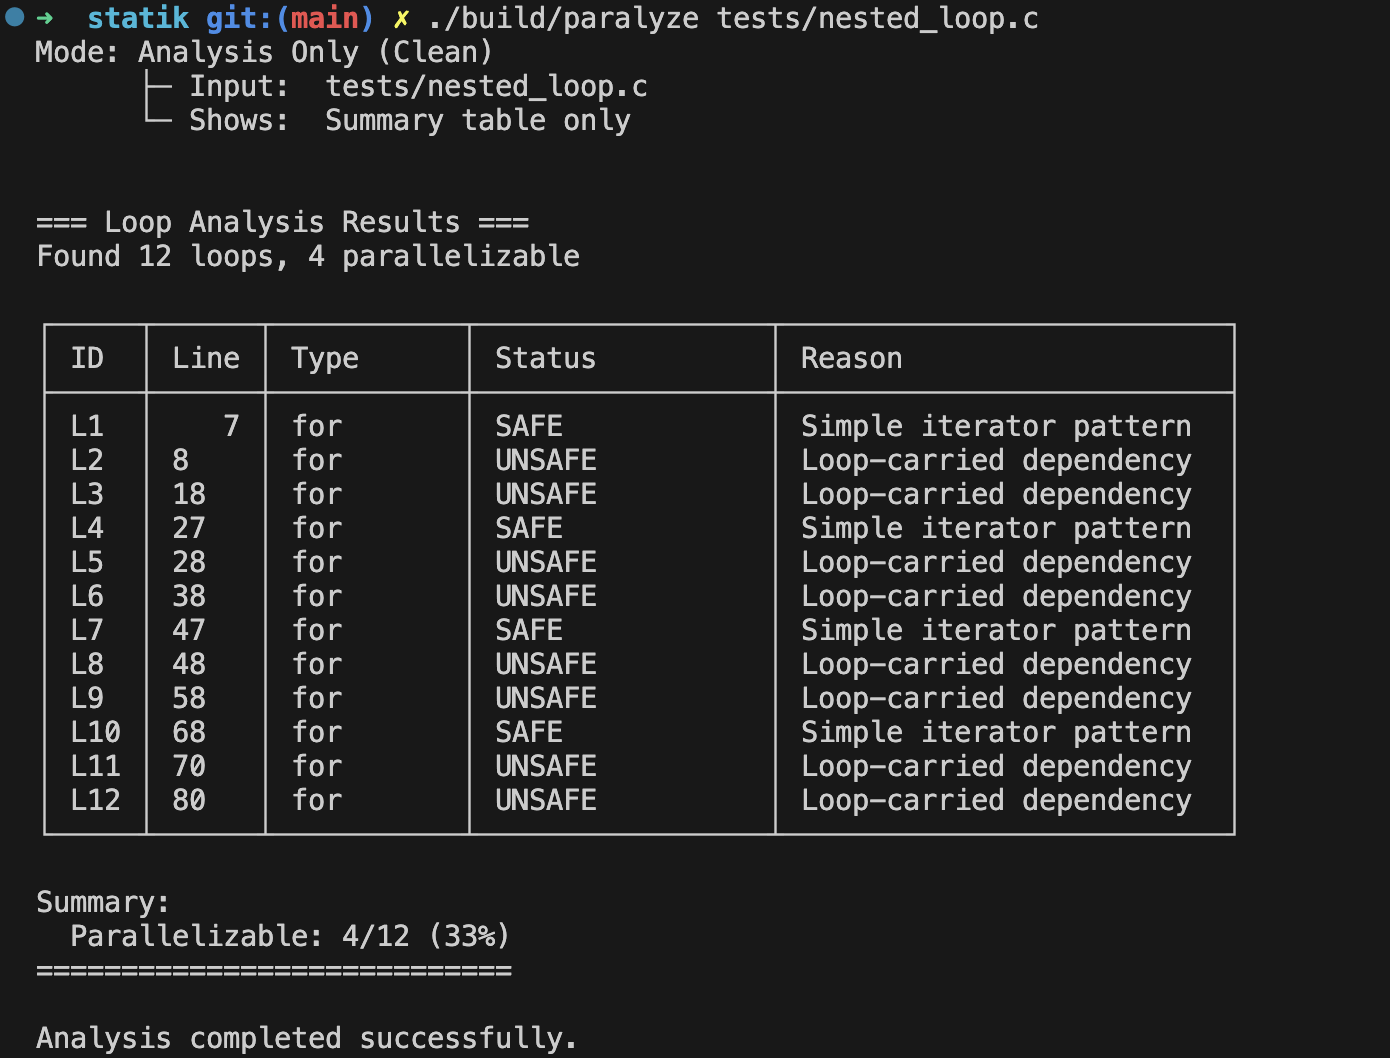 ➜  statik git:(main) ✗ ./build/paralyze tests/nested_loop.c
Mode: Analysis Only (Clean)
├─ Input:  tests/nested_loop.c
└─ Shows:  Summary table only
=== Loop Analysis Results ===
Found 12 loops, 4 parallelizable
ID Line Type Status Reason
L1 7 for SAFE Simple iterator pattern
L2 8 for UNSAFE Loop-carried dependency
L3 18 for UNSAFE Loop-carried dependency
L4 27 for SAFE Simple iterator pattern
L5 28 for UNSAFE Loop-carried dependency
L6 38 for UNSAFE Loop-carried dependency
L7 47 for SAFE Simple iterator pattern
L8 48 for UNSAFE Loop-carried dependency
L9 58 for UNSAFE Loop-carried dependency
L10 68 for SAFE Simple iterator pattern
L11 70 for UNSAFE Loop-carried dependency
L12 80 for UNSAFE Loop-carried dependency
Summary:
Parallelizable: 4/12 (33%)
============================
Analysis completed successfully.